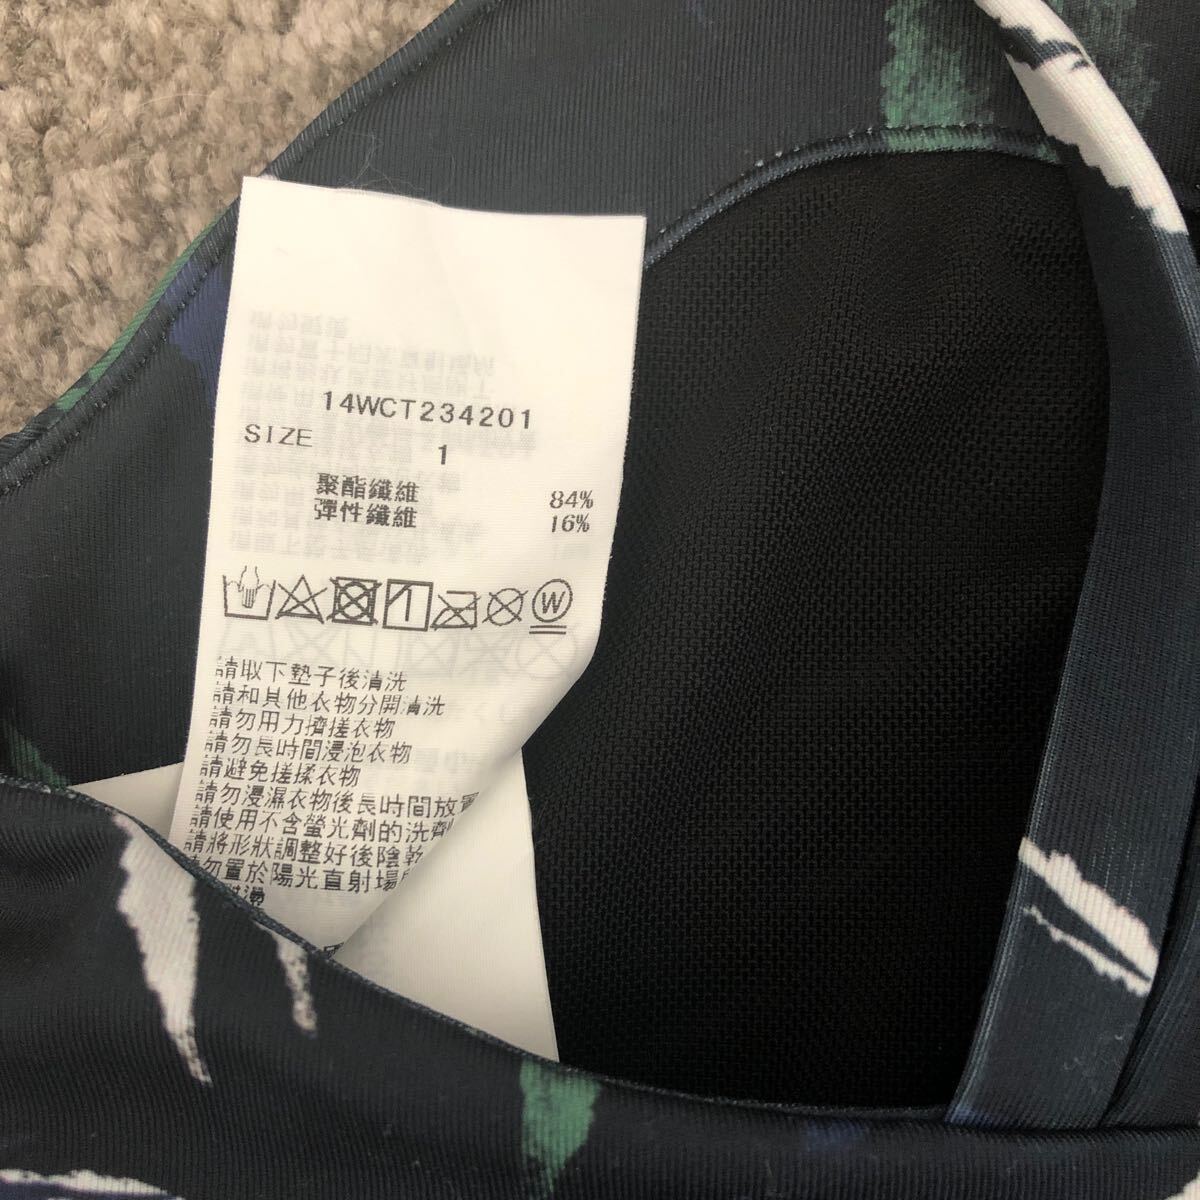 14WCT234201
SIZE 1
聚酯纖維 84%
彈性纖維 16%
W
請取下墊子後清洗
請和其他衣物分開清洗
請勿用力擠搓衣物
請勿長時間浸泡衣物
請避免搓揉衣物
請勿浸濕衣物後長時間放置
請使用不含螢光劑的洗劑
請將形狀調整好後陰乾
請勿置於陽光直射場